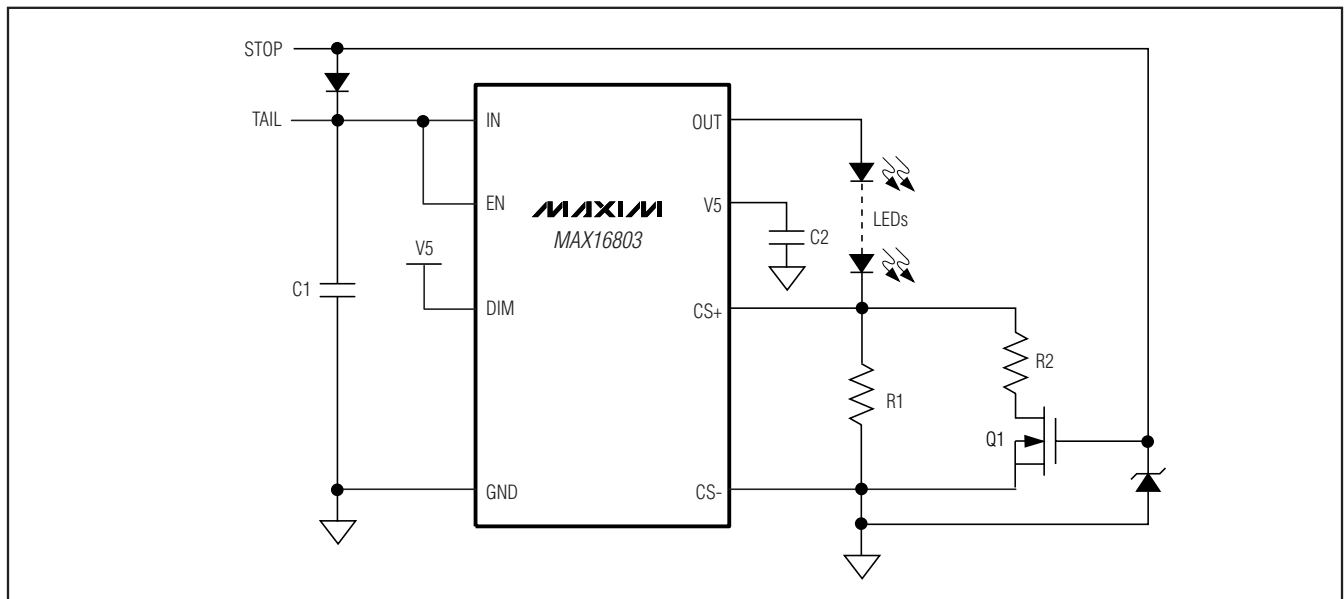 STOP
TAIL
IN
OUT
EN
V5
MAXIM
MAX16803
C2
LEDs
V5
C1
DIM
CS+
R2
R1
Q1
GND
CS-